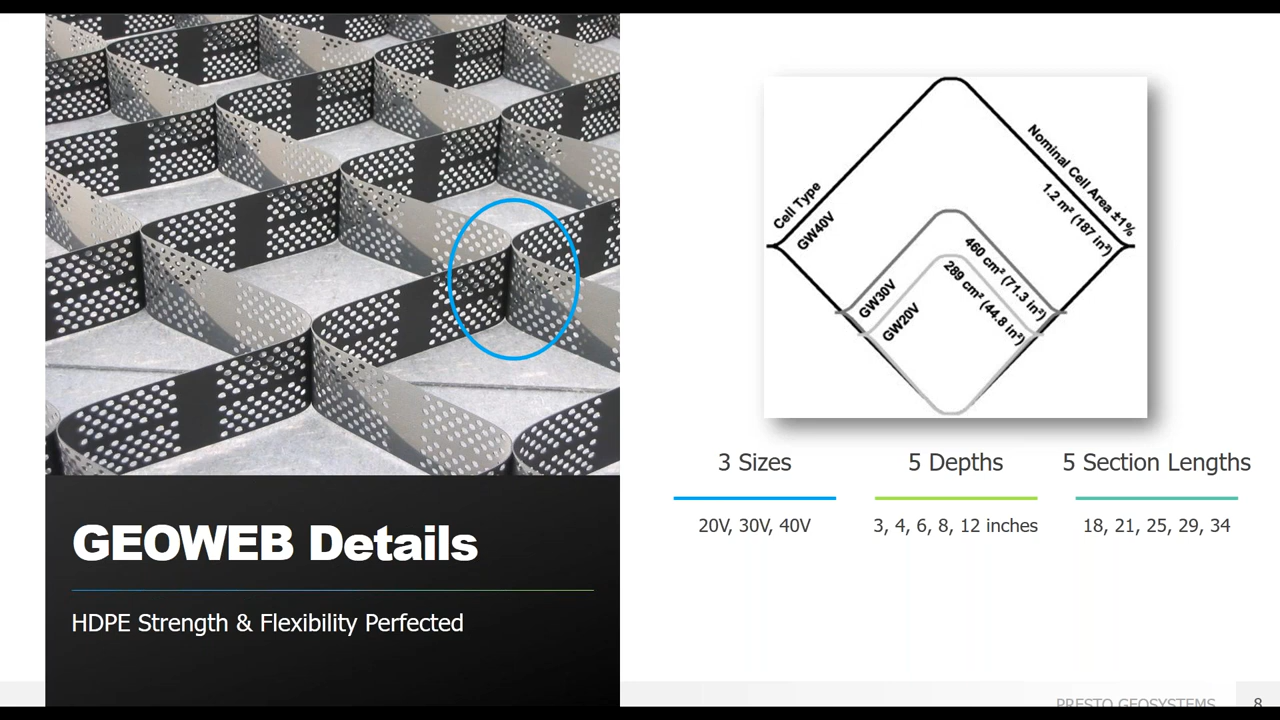 GEOWEB Details
HDPE Strength & Flexibility Perfected
Cell Type
GW40V
Nominal Cell Area ±1%
1.2 m² (187 in²)
GW30V
460 cm² (71.3 in²)
GW20V
289 cm² (44.8 in²)
3 Sizes
20V, 30V, 40V
5 Depths
3, 4, 6, 8, 12 inches
5 Section Lengths
18, 21, 25, 29, 34
PRESTO GEOSYSTEMS
8